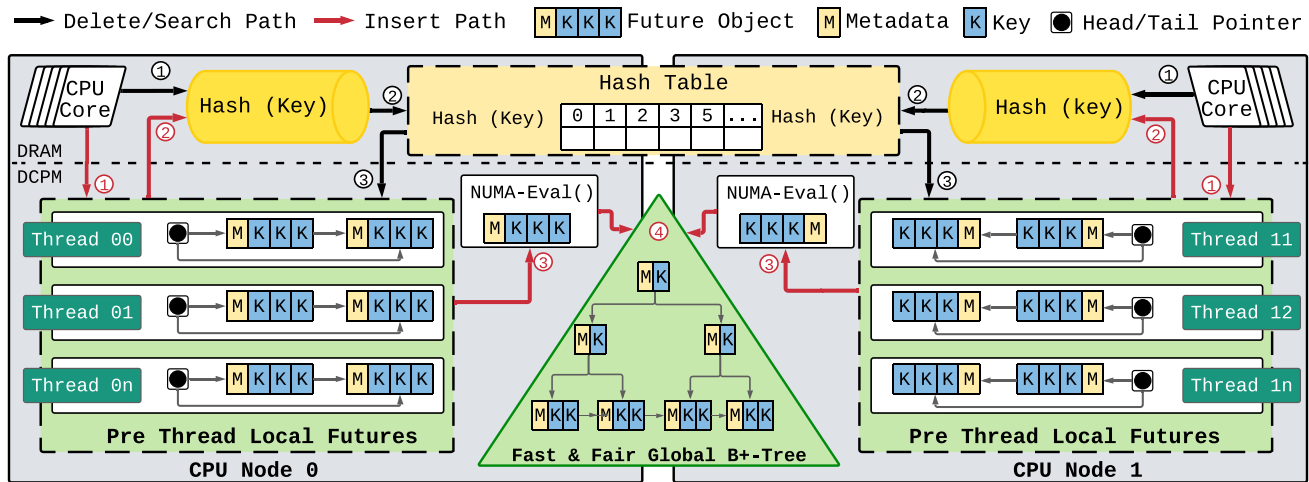 Delete/Search Path Insert Path M K K K Future Object M Metadata K Key Head/Tail Pointer
CPU Core
1
Hash (Key)
2
Hash Table
Hash (Key) 0 1 2 3 5 ... Hash (Key)
2
Hash (key)
1
CPU Core
2
2
DRAM
DCPM
1
3
3
1
NUMA-Eval()
M K K K
NUMA-Eval()
K K K M
4
3
3
Thread 00 M K K K M K K K
Thread 01 M K K K M K K K
Thread 0n M K K K M K K K
Pre Thread Local Futures
CPU Node 0
M K
M K M K
M K K M K K M K K M K K
Fast & Fair Global B+-Tree
K K K M K K K M Thread 11
K K K M K K K M Thread 12
K K K M K K K M Thread 1n
Pre Thread Local Futures
CPU Node 1